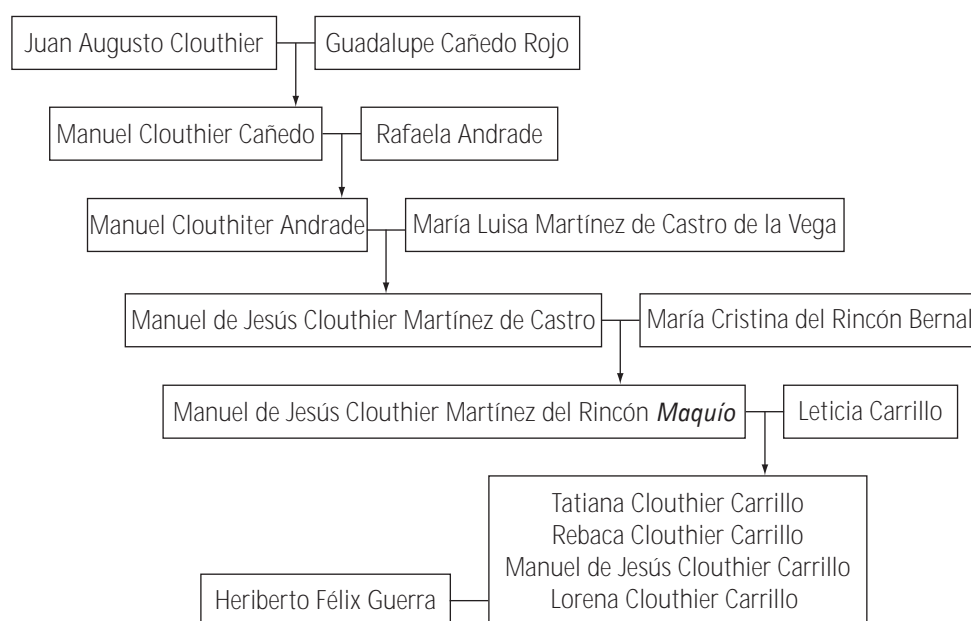 Juan Augusto Clouthier
Guadalupe Cañedo Rojo
Manuel Clouthier Cañedo
Rafaela Andrade
Manuel Clouthiter Andrade
María Luisa Martínez de Castro de la Vega
Manuel de Jesús Clouthier Martínez de Castro
María Cristina del Rincón Bernal
Manuel de Jesús Clouthier Martínez del Rincón Maquío
Leticia Carrillo
Tatiana Clouthier Carrillo
Rebaca Clouthier Carrillo
Manuel de Jesús Clouthier Carrillo
Lorena Clouthier Carrillo
Heriberto Félix Guerra